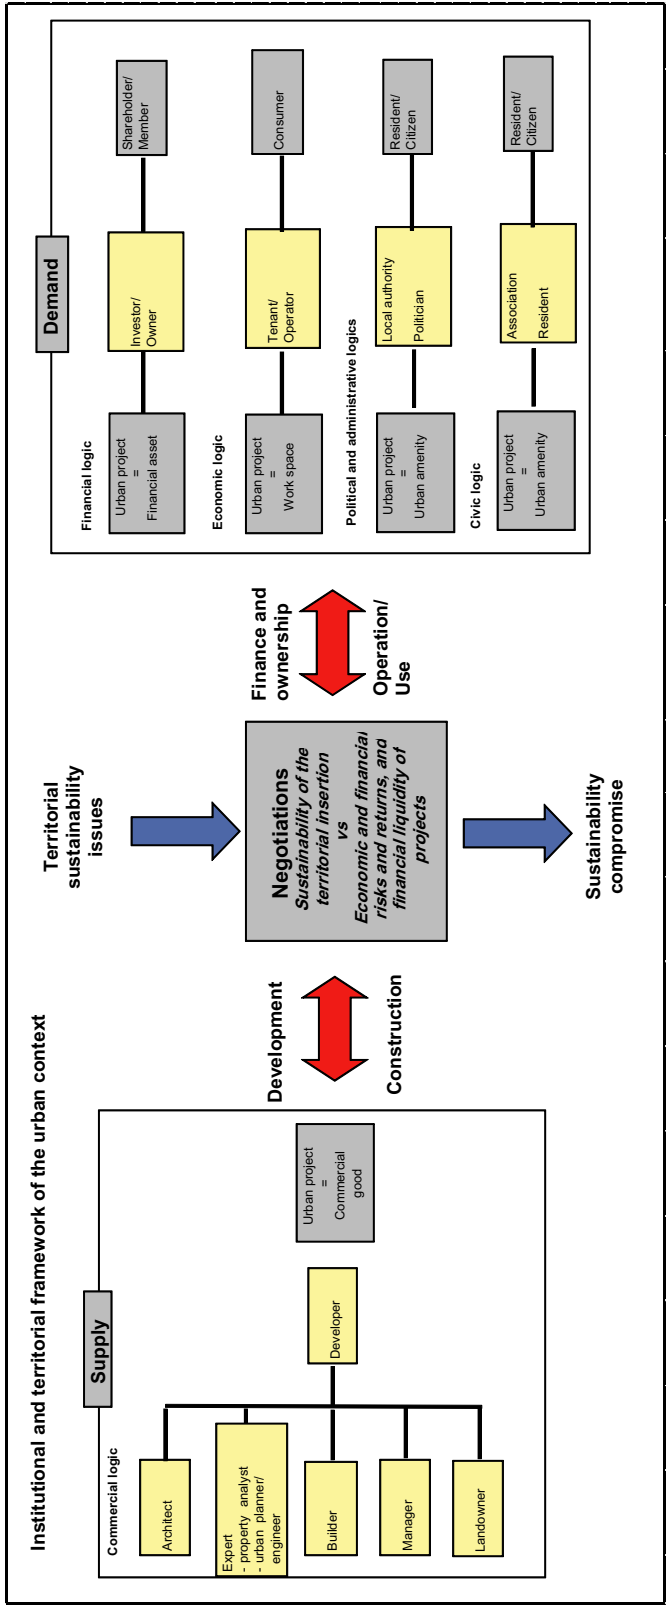 Institutional and territorial framework of the urban context
Supply
Commercial logic
Architect
Expert
- property analyst
- urban planner/
engineer
Builder
Manager
Landowner
Developer
Urban project
=
Commercial
good
Development
Construction
Territorial
sustainability
issues
Negotiations
Sustainability of the
territorial insertion
vs
Economic and financial
risks and returns, and
financial liquidity of
projects
Sustainability
compromise
Finance and
ownership
Operation/
Use
Demand
Financial logic
Urban project
=
Financial asset
Investor/
Owner
Shareholder/
Member
Economic logic
Urban project
=
Work space
Tenant/
Operator
Consumer
Political and administrative logics
Urban project
=
Urban amenity
Local authority
Politician
Resident/
Citizen
Civic logic
Urban project
=
Urban amenity
Association
Resident
Resident/
Citizen